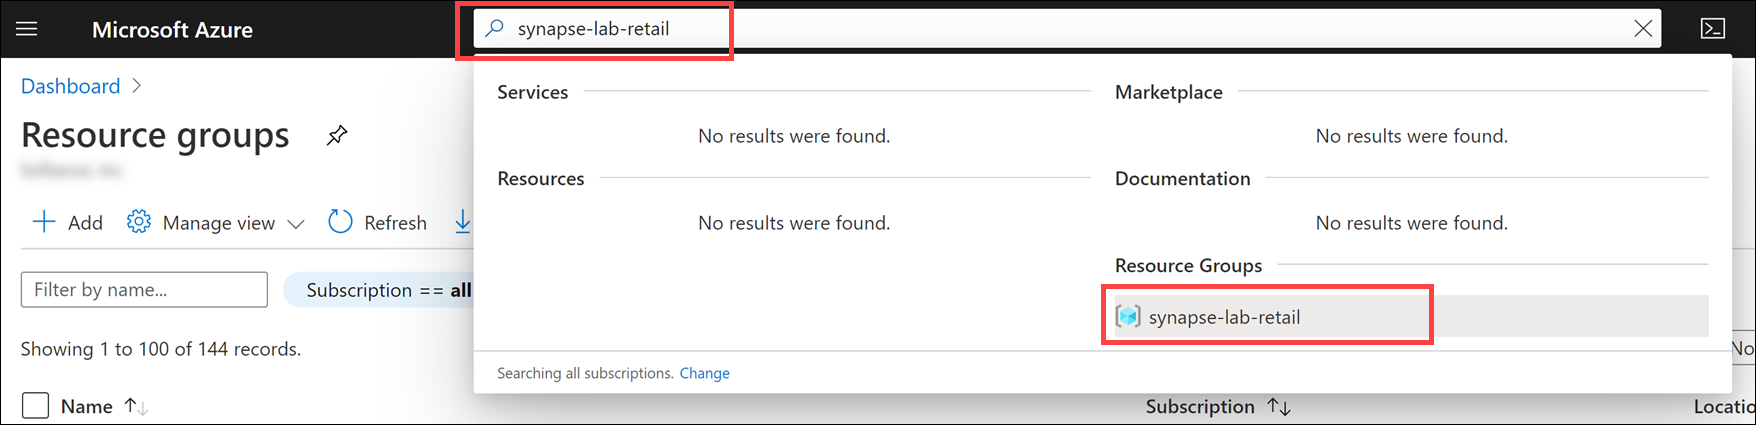 Microsoft Azure
synapse-lab-retail
Dashboard
Services
No results were found.
Marketplace
No results were found.
Resource groups
Resources
No results were found.
Documentation
No results were found.
Add
Manage view
Refresh
Resource Groups
synapse-lab-retail
Filter by name...
Subscription == all
Showing 1 to 100 of 144 records.
No
Searching all subscriptions. Change
Name ↑↓
Subscription ↑↓
Locatio